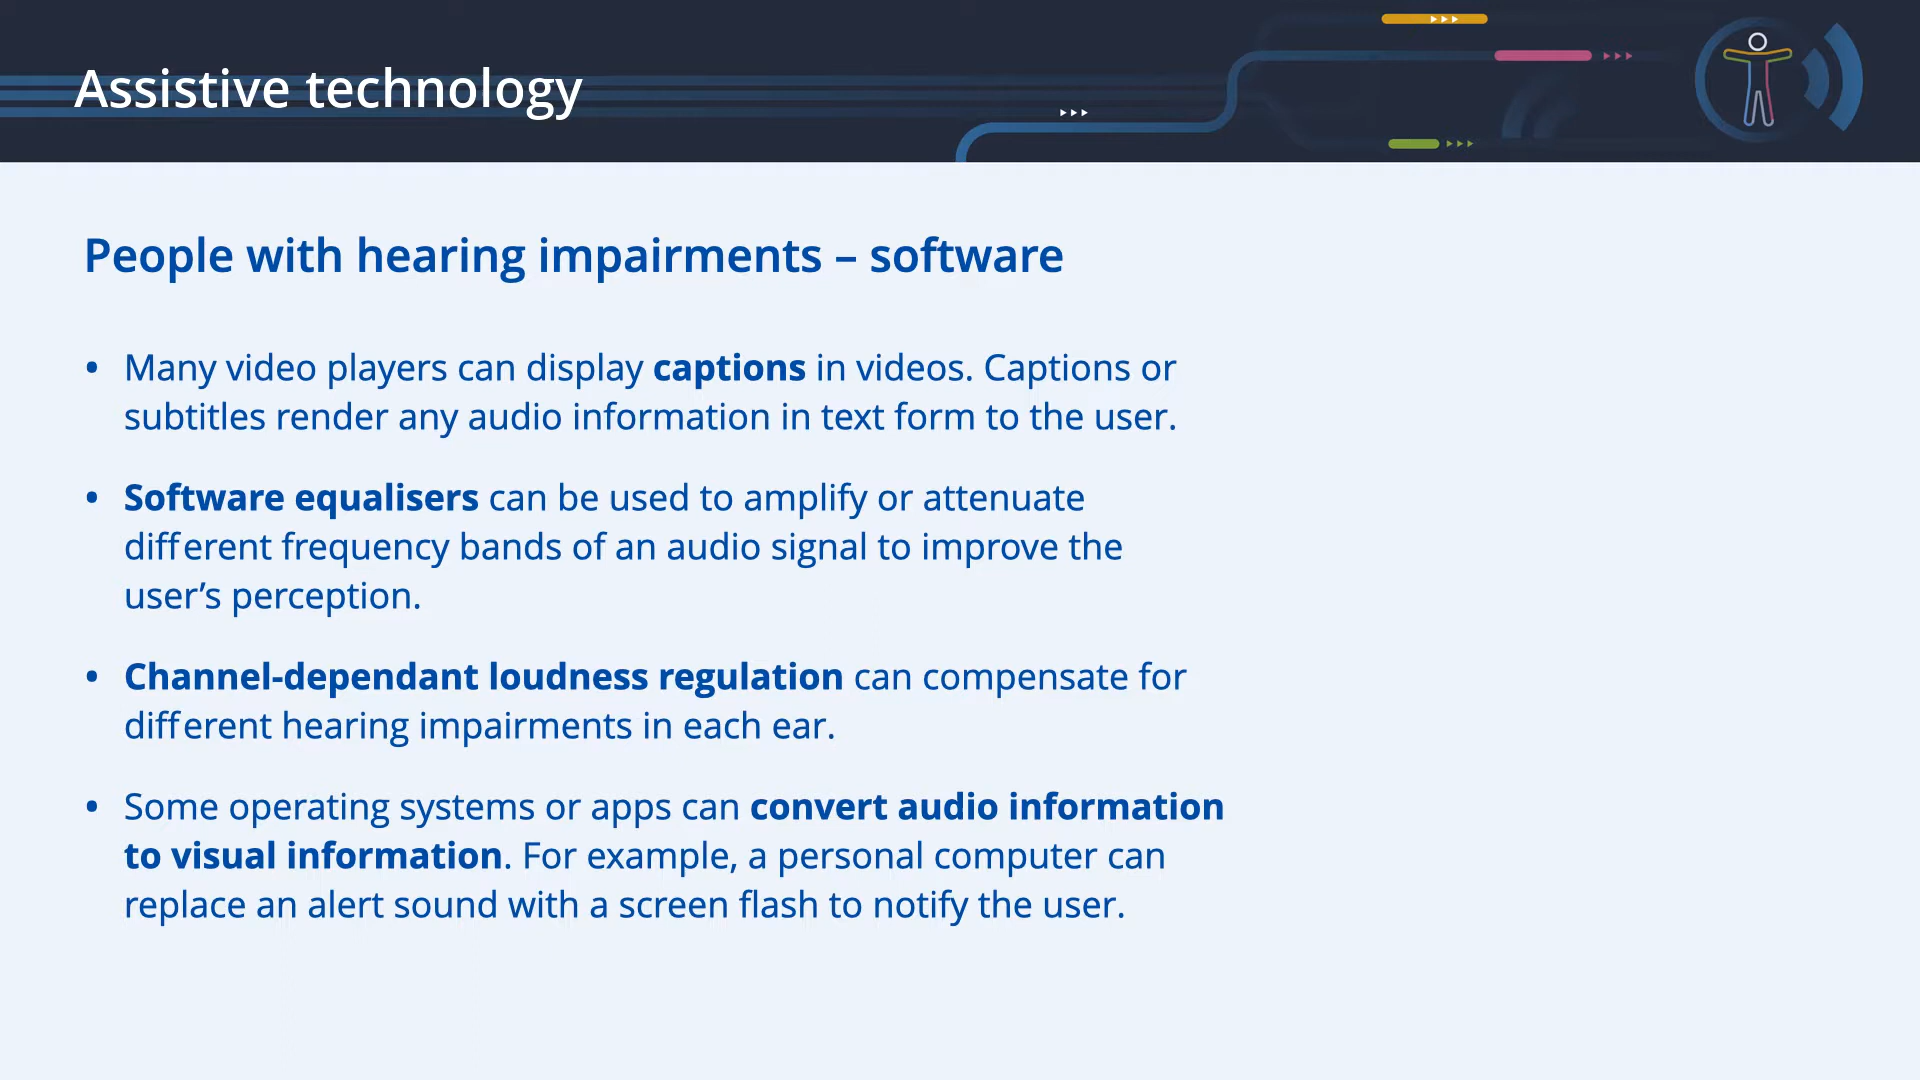 Assistive technology
People with hearing impairments – software
• Many video players can display captions in videos. Captions or
subtitles render any audio information in text form to the user.
• Software equalisers can be used to amplify or attenuate
different frequency bands of an audio signal to improve the
user’s perception.
• Channel-dependant loudness regulation can compensate for
different hearing impairments in each ear.
• Some operating systems or apps can convert audio information
to visual information. For example, a personal computer can
replace an alert sound with a screen flash to notify the user.